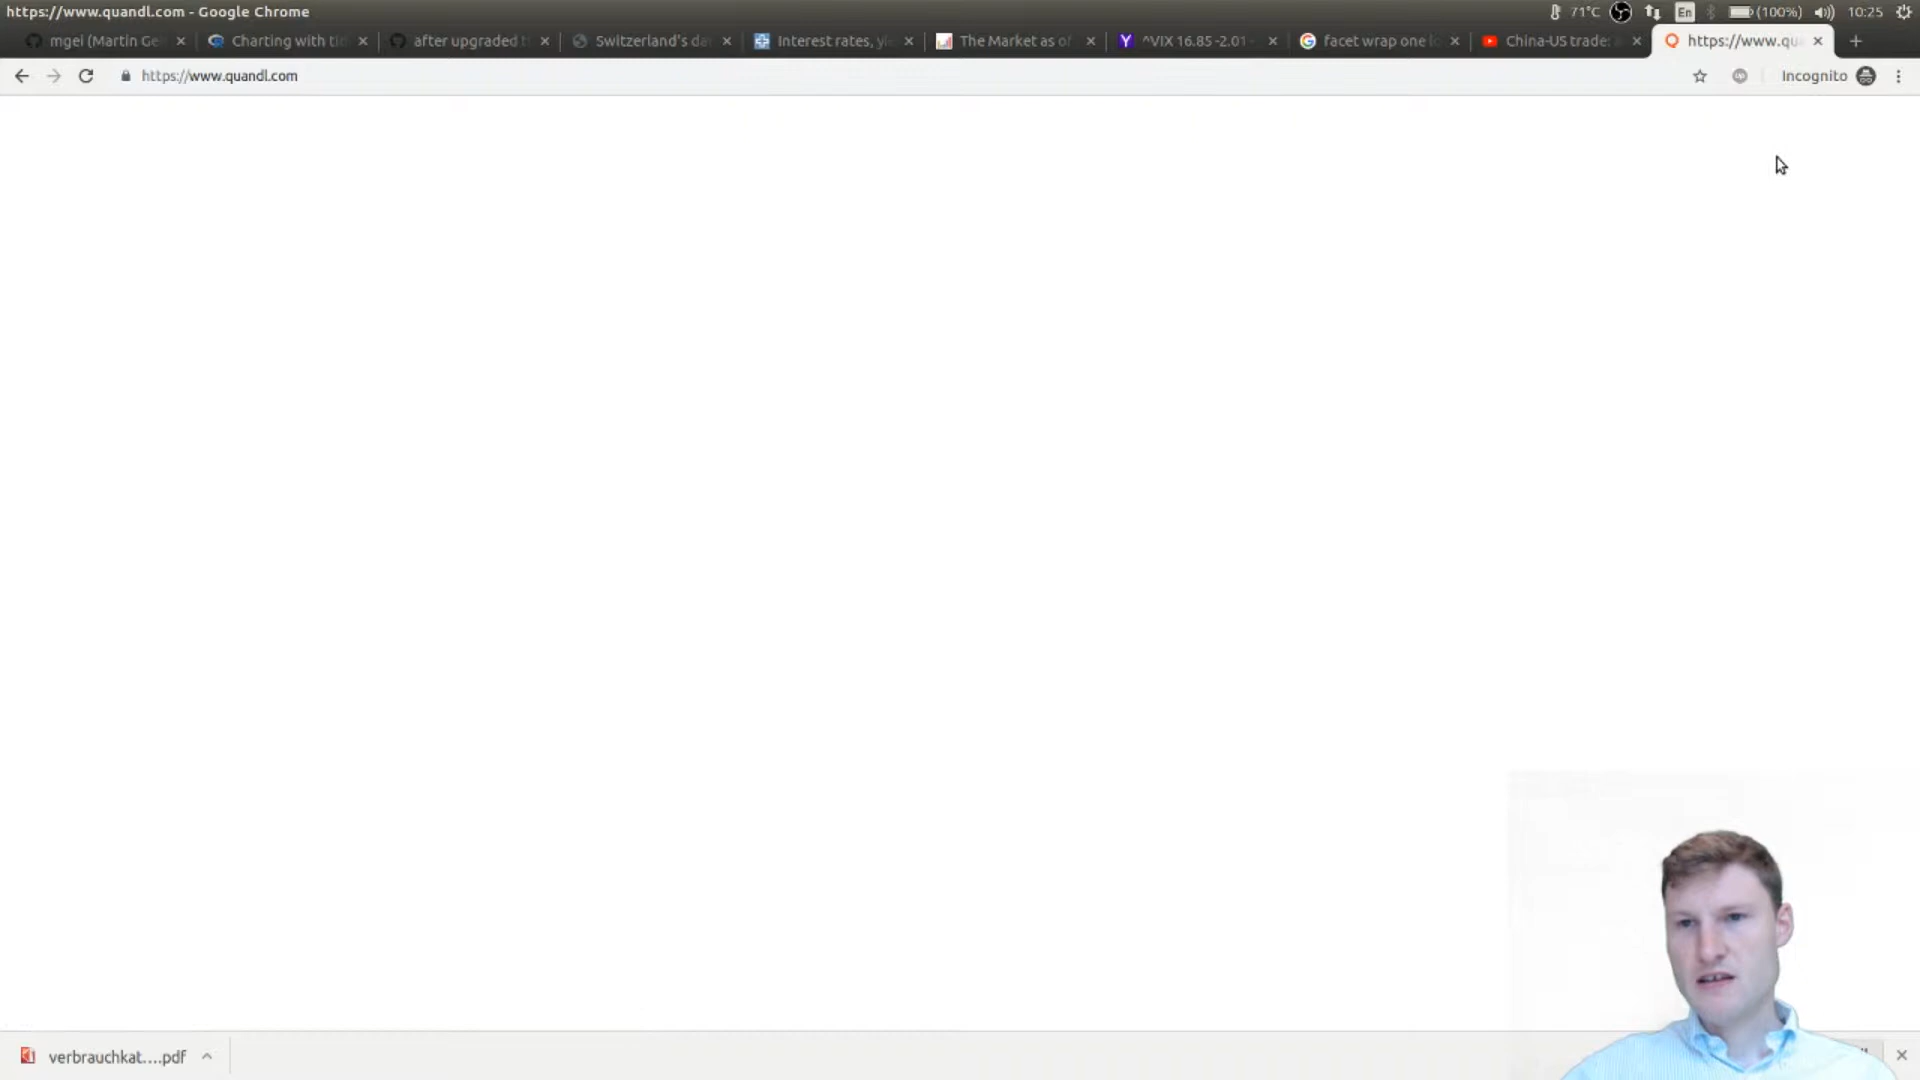 https://www.quandl.com - Google Chrome
71°C
En
(100%)
10:25
mgei (Martin Ge
Charting with ti
after upgraded
Switzerland's da
Interest rates, yi
The Market as of
Y
^VIX 16.85 -2.01
facet wrap one
China-US trade:
https://www.qu
https://www.quandl.com
Incognito
verbrauchkat....pdf